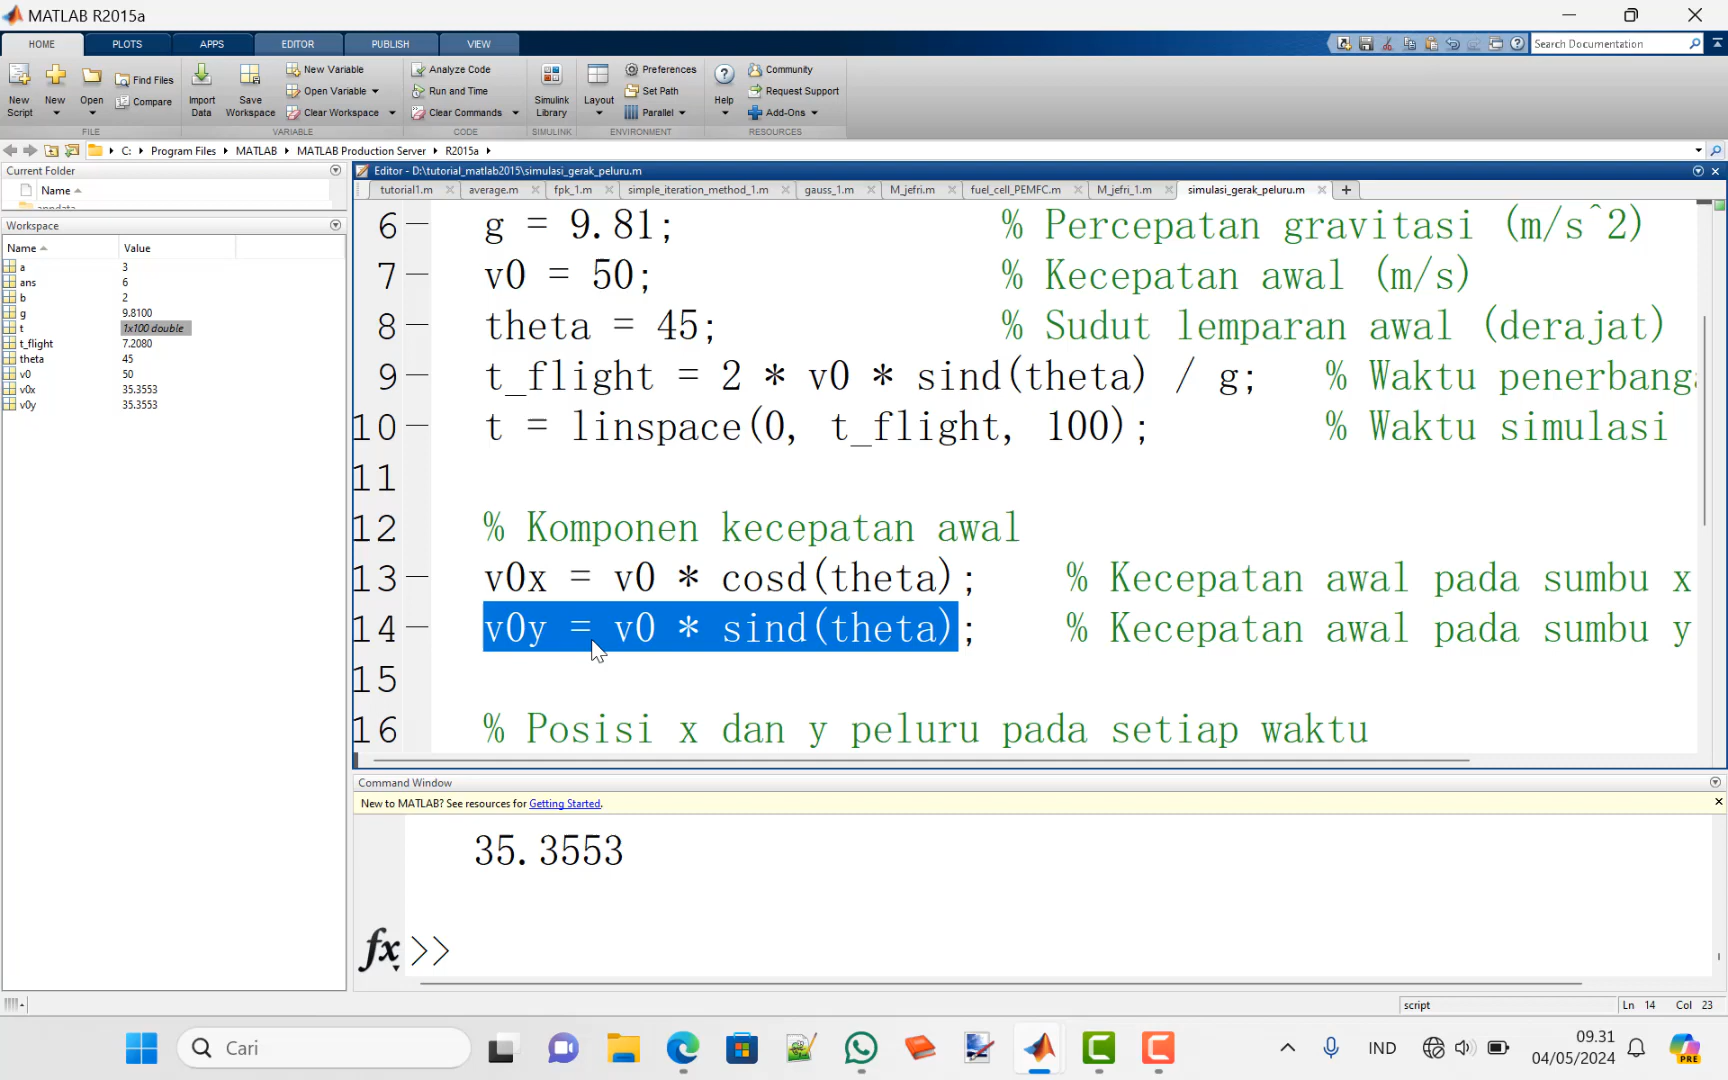 MATLAB R2015a
HOME PLOTS APPS EDITOR PUBLISH VIEW
Search Documentation
New Script
New
Open
Find Files
Compare
FILE
Import Data
Save Workspace
New Variable
Open Variable
Clear Workspace
VARIABLE
Analyze Code
Run and Time
Clear Commands
CODE
Simulink Library
SIMULINK
Layout
Preferences
Set Path
Parallel
ENVIRONMENT
Help
Community
Request Support
Add-Ons
RESOURCES
C: Program Files MATLAB MATLAB Production Server R2015a
Current Folder
Name
Workspace
Name Value
a 3
ans 6
b 2
g 9.8100
t 1x100 double
t_flight 7.2080
theta 45
v0 50
v0x 35.3553
v0y 35.3553
Editor - D:\tutorial_matlab2015\simulasi_gerak_peluru.m
tutorial1.m average.m fpk_1.m simple_iteration_method_1.m gauss_1.m M_jefri.m fuel_cell_PEMFC.m M_jefri_1.m simulasi_gerak_peluru.m
6 g = 9.81; % Percepatan gravitasi (m/s^2)
7 v0 = 50; % Kecepatan awal (m/s)
8 theta = 45; % Sudut lemparan awal (derajat)
9 t_flight = 2 * v0 * sind(theta) / g; % Waktu penerbanga
10 t = linspace(0, t_flight, 100); % Waktu simulasi
11
12 % Komponen kecepatan awal
13 v0x = v0 * cosd(theta); % Kecepatan awal pada sumbu x
14 v0y = v0 * sind(theta); % Kecepatan awal pada sumbu y
15
16 % Posisi x dan y peluru pada setiap waktu
Command Window
New to MATLAB? See resources for Getting Started.
35.3553
fx >>
script Ln 14 Col 23
Cari
IND
09.31
04/05/2024
PRE